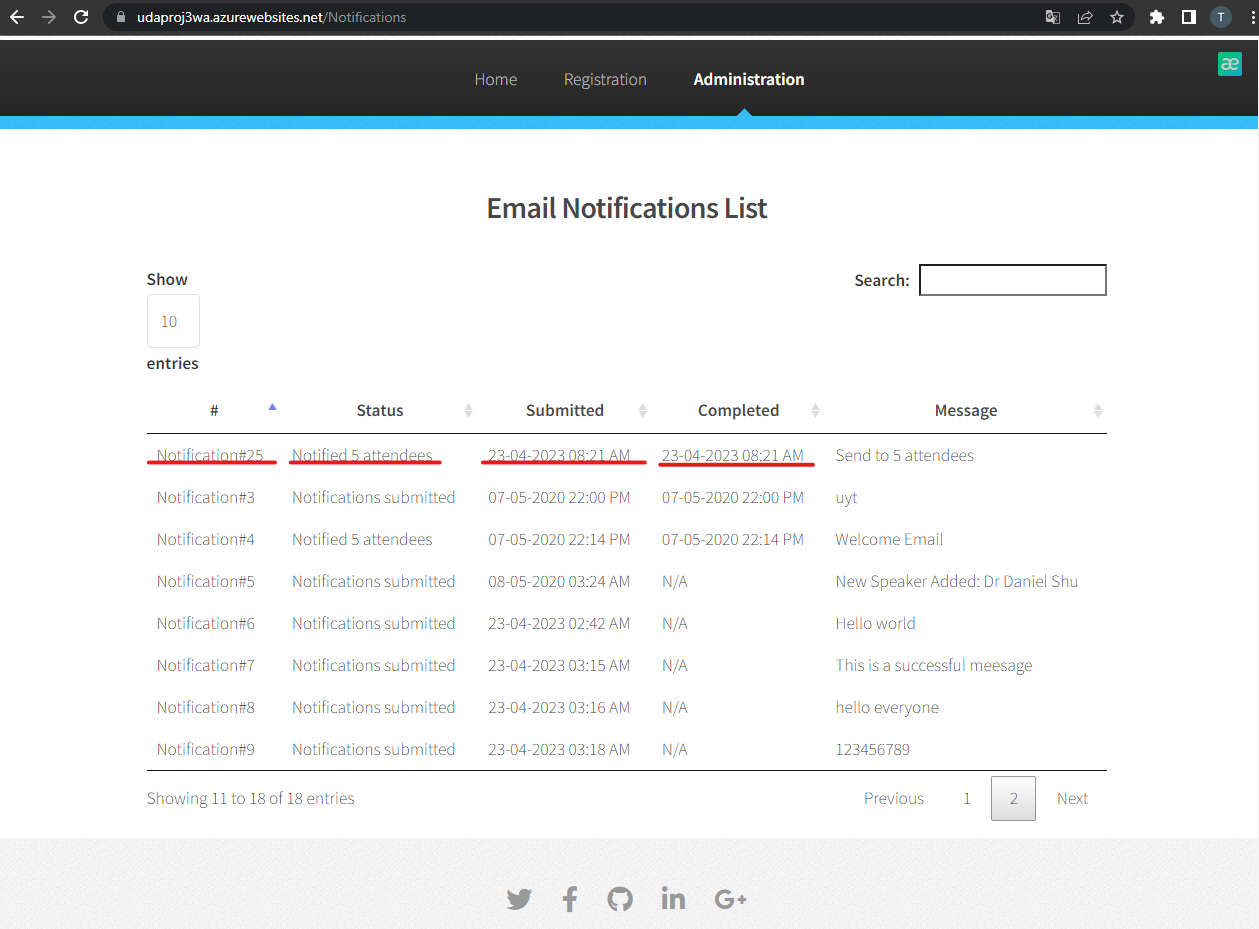 udaproj3wa.azurewebsites.net/Notifications T
Home Registration Administration
æ
Email Notifications List
Show
10
entries
Search:
# Status Submitted Completed Message
Notification#25 Notified 5 attendees 23-04-2023 08:21 AM 23-04-2023 08:21 AM Send to 5 attendees
Notification#3 Notifications submitted 07-05-2020 22:00 PM 07-05-2020 22:00 PM uyt
Notification#4 Notified 5 attendees 07-05-2020 22:14 PM 07-05-2020 22:14 PM Welcome Email
Notification#5 Notifications submitted 08-05-2020 03:24 AM N/A New Speaker Added: Dr Daniel Shu
Notification#6 Notifications submitted 23-04-2023 02:42 AM N/A Hello world
Notification#7 Notifications submitted 23-04-2023 03:15 AM N/A This is a successful meesage
Notification#8 Notifications submitted 23-04-2023 03:16 AM N/A hello everyone
Notification#9 Notifications submitted 23-04-2023 03:18 AM N/A 123456789
Showing 11 to 18 of 18 entries Previous 1 2 Next
in G+